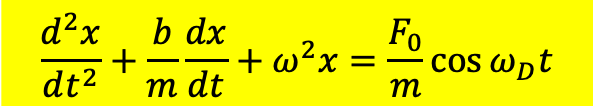 d²x/dt² + b/m dx/dt + ω²x = F₀/m cos ω_D t